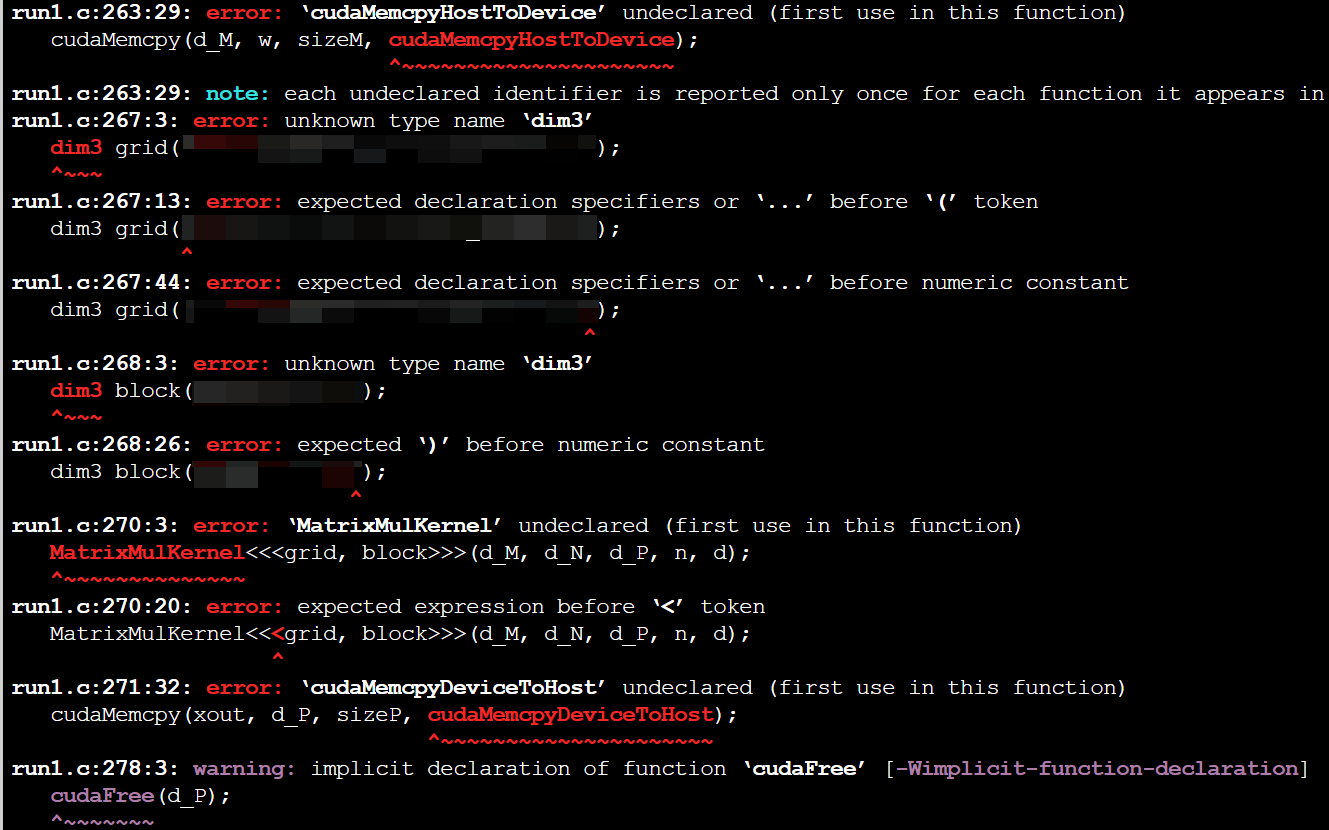 run1.c:263:29: error: ‘cudaMemcpyHostToDevice’ undeclared (first use in this function)
cudaMemcpy(d_M, w, sizeM, cudaMemcpyHostToDevice);
^~~~~~~~~~~~~~~~~~~~~~
run1.c:263:29: note: each undeclared identifier is reported only once for each function it appears in
run1.c:267:3: error: unknown type name ‘dim3’
dim3 grid( );
^~~~
run1.c:267:13: error: expected declaration specifiers or ‘...’ before ‘(’ token
dim3 grid( );
^
run1.c:267:44: error: expected declaration specifiers or ‘...’ before numeric constant
dim3 grid( );
^
run1.c:268:3: error: unknown type name ‘dim3’
dim3 block( );
^~~~
run1.c:268:26: error: expected ‘)’ before numeric constant
dim3 block( );
^
run1.c:270:3: error: ‘MatrixMulKernel’ undeclared (first use in this function)
MatrixMulKernel<<<grid, block>>>(d_M, d_N, d_P, n, d);
^~~~~~~~~~~~~~~
run1.c:270:20: error: expected expression before ‘<’ token
MatrixMulKernel<<<grid, block>>>(d_M, d_N, d_P, n, d);
^
run1.c:271:32: error: ‘cudaMemcpyDeviceToHost’ undeclared (first use in this function)
cudaMemcpy(xout, d_P, sizeP, cudaMemcpyDeviceToHost);
^~~~~~~~~~~~~~~~~~~~~~
run1.c:278:3: warning: implicit declaration of function ‘cudaFree’ [-Wimplicit-function-declaration]
cudaFree(d_P);
^~~~~~~~